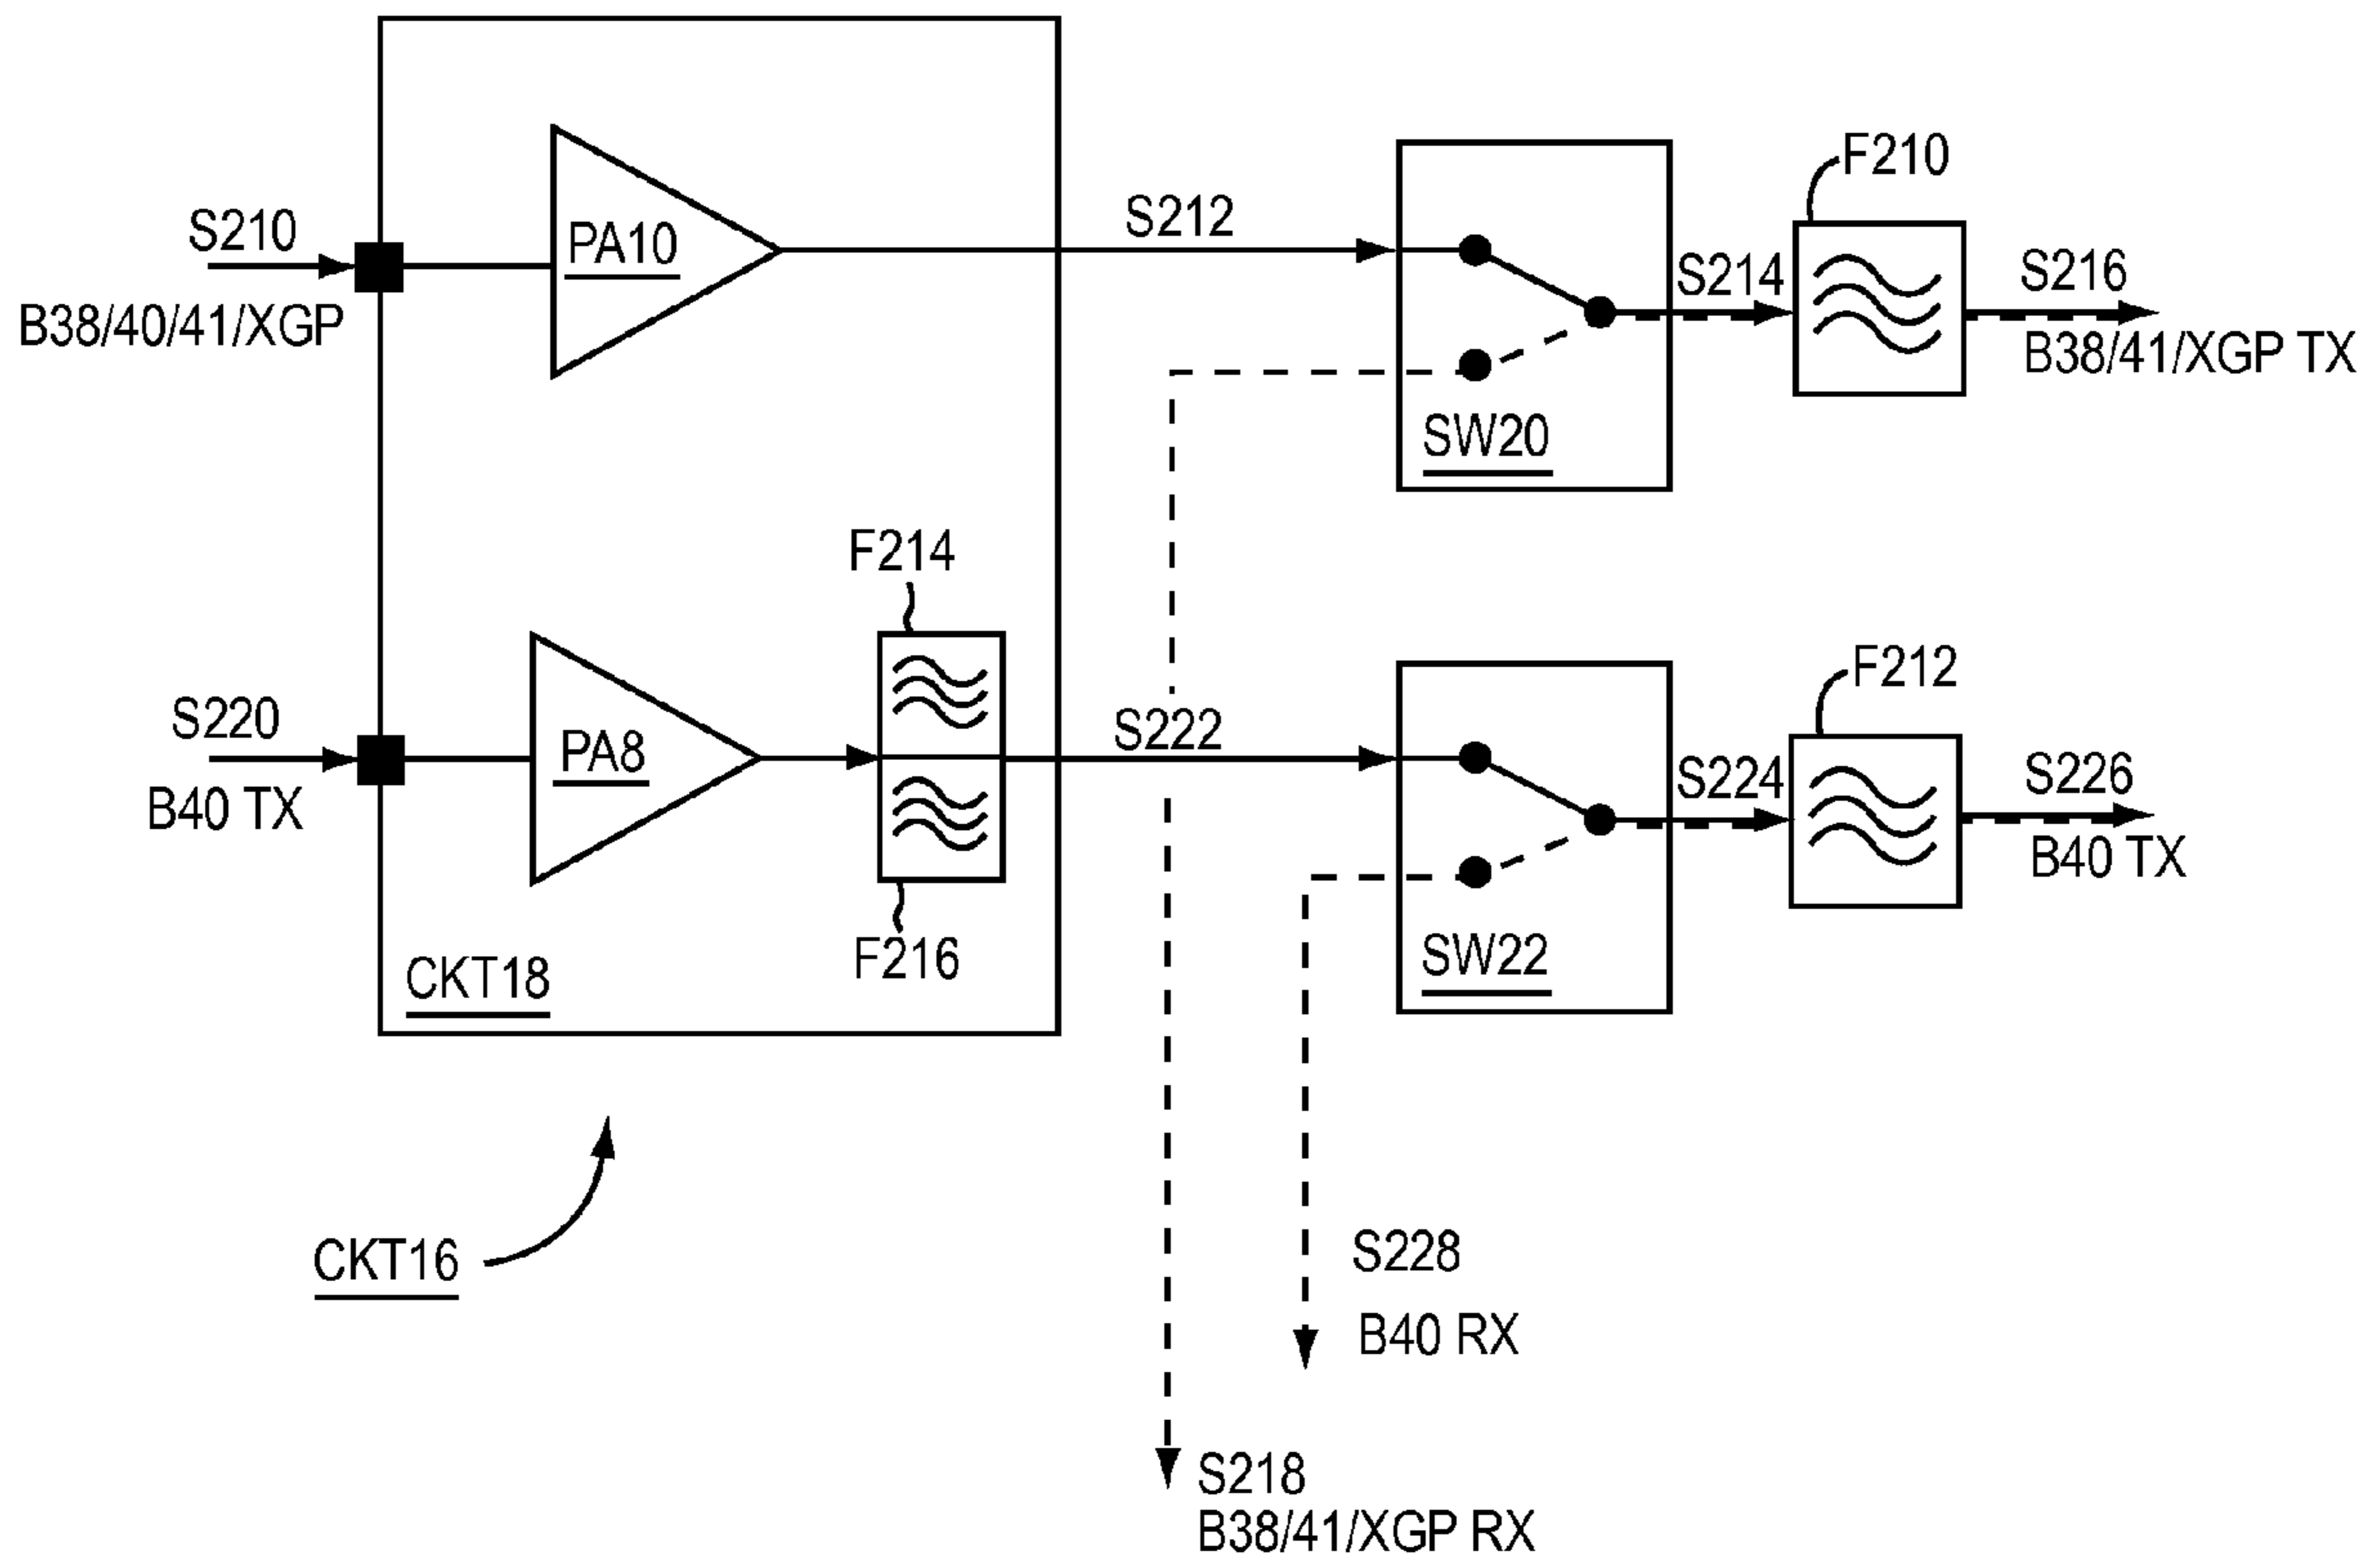 F210
S210
PA10
S212
S214
S216
B38/40/41/XGP
B38/41/XGP TX
SW20
F214
F212
S220
PA8
S222
S224
S226
B40 TX
B40 TX
F216
SW22
CKT18
CKT16
S228
B40 RX
S218
B38/41/XGP RX